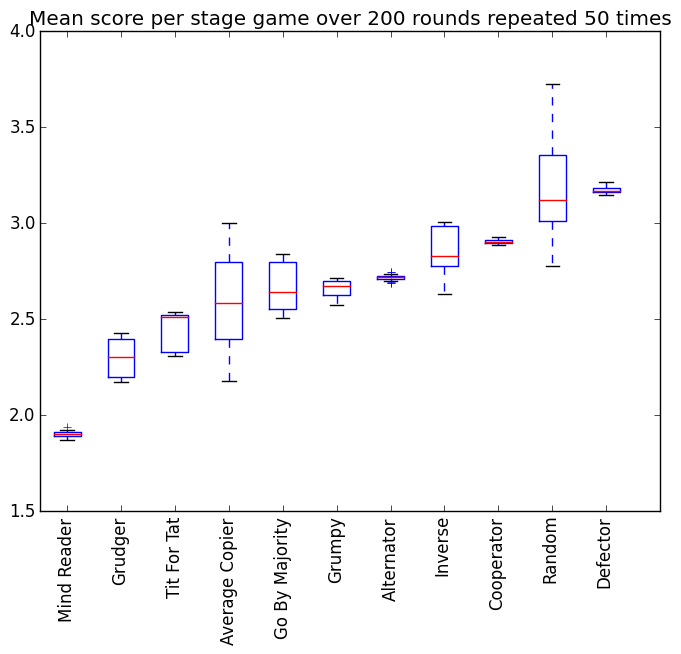 Mean score per stage game over 200 rounds repeated 50 times
4.0
3.5
3.0
2.5
2.0
1.5
Mind Reader
Grudger
Tit For Tat
Average Copier
Go By Majority
Grumpy
Alternator
Inverse
Cooperator
Random
Defector